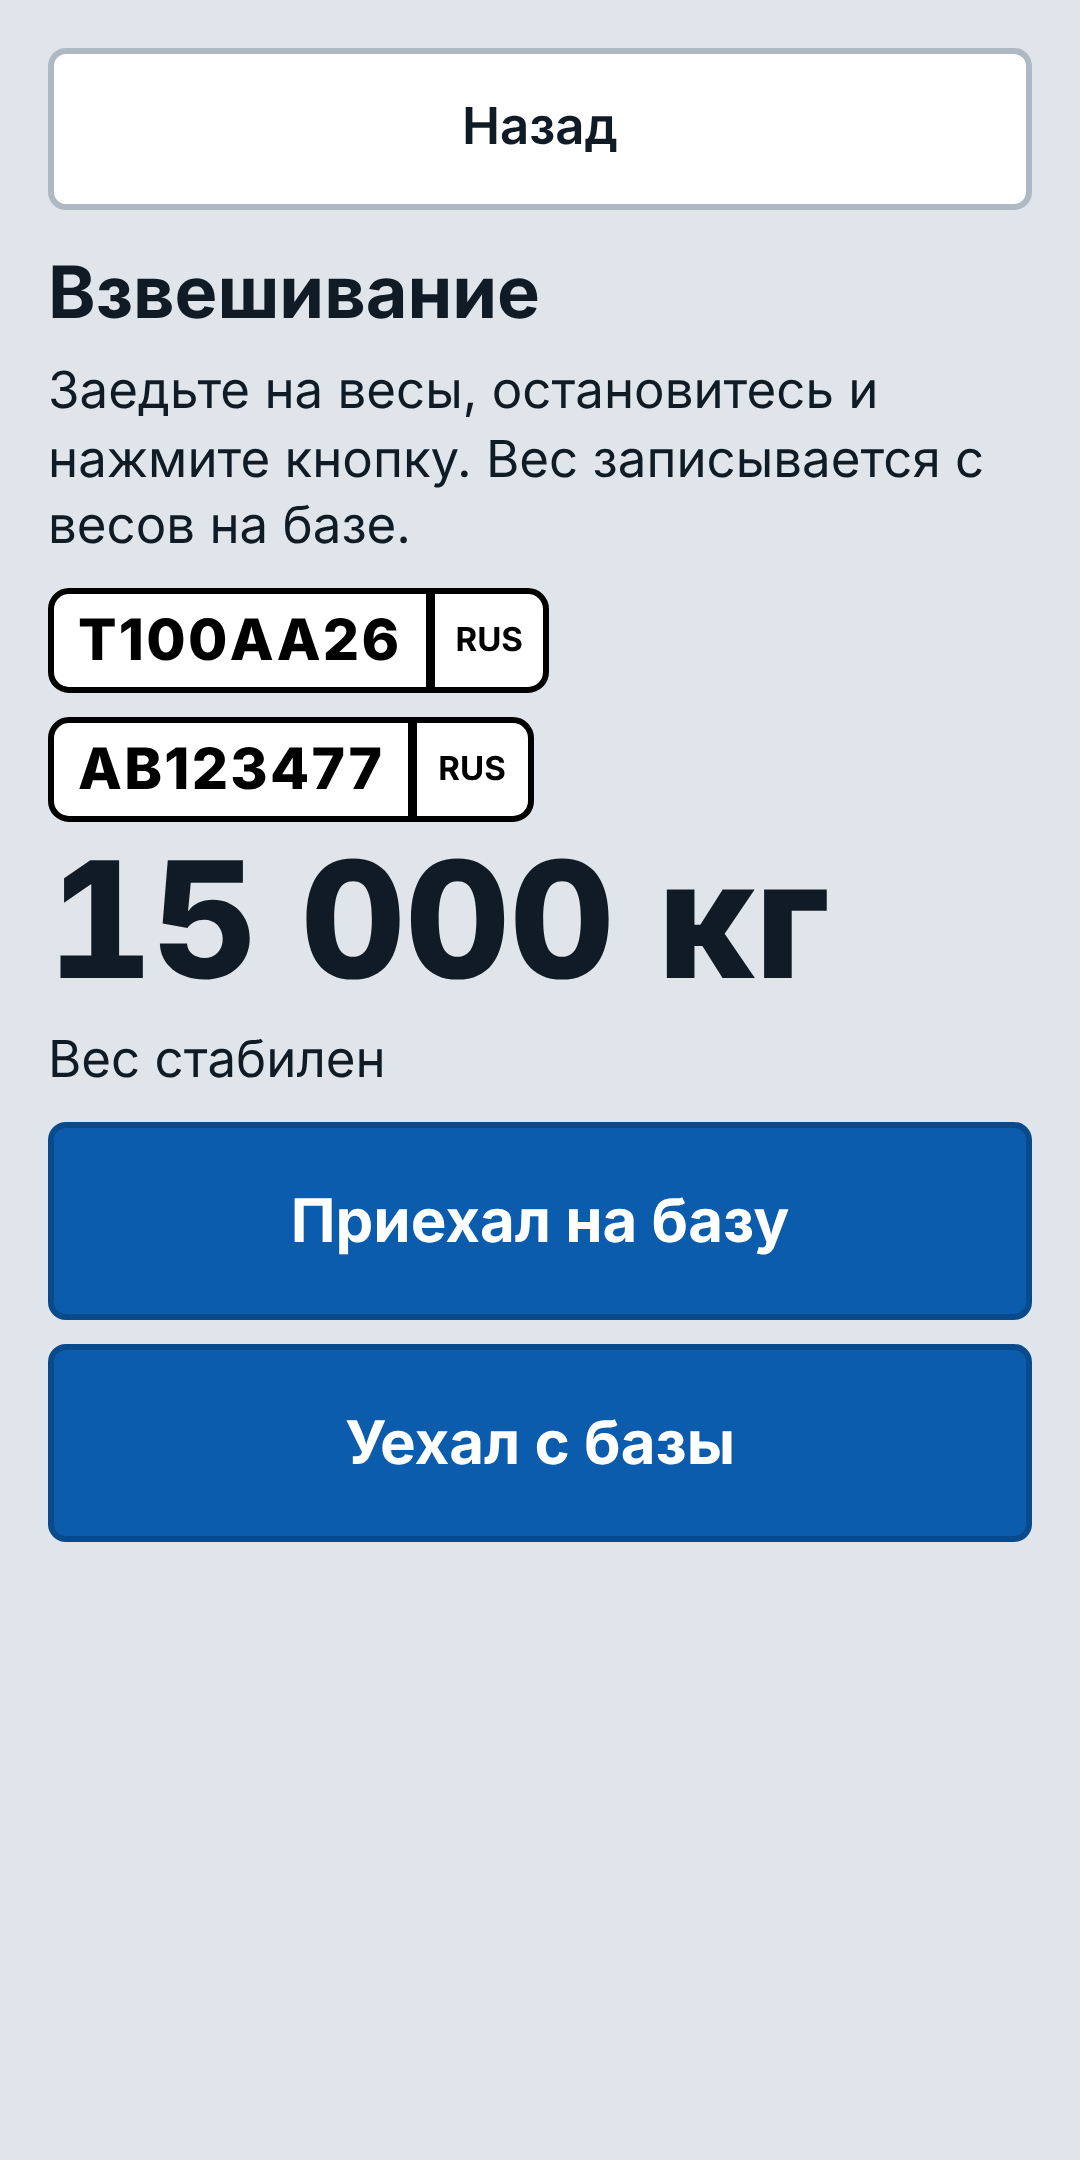 Назад
Взвешивание
Заедьте на весы, остановитесь и
нажмите кнопку. Вес записывается с
весов на базе.
Т100АА26 RUS
АВ123477 RUS
15 000 кг
Вес стабилен
Приехал на базу
Уехал с базы